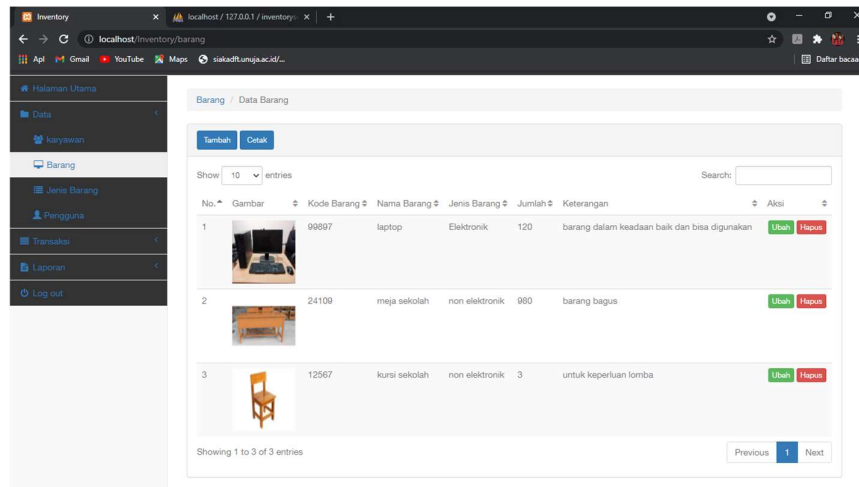 Inventory
localhost / 127.0.0.1 / inventorys
localhost/Inventory/barang
Apl Gmail YouTube Maps siakadft.unuja.ac.id/... Daftar bacaa
Halaman Utama
Data
karyawan
Barang
Jenis Barang
Pengguna
Transaksi
Laporan
Log out
Barang / Data Barang
Tambah Cetak
Show 10 entries Search:
No. Gambar Kode Barang Nama Barang Jenis Barang Jumlah Keterangan Aksi
1 99897 laptop Elektronik 120 barang dalam keadaan baik dan bisa digunakan Ubah Hapus
2 24109 meja sekolah non elektronik 980 barang bagus Ubah Hapus
3 12567 kursi sekolah non elektronik 3 untuk keperluan lomba Ubah Hapus
Showing 1 to 3 of 3 entries Previous 1 Next